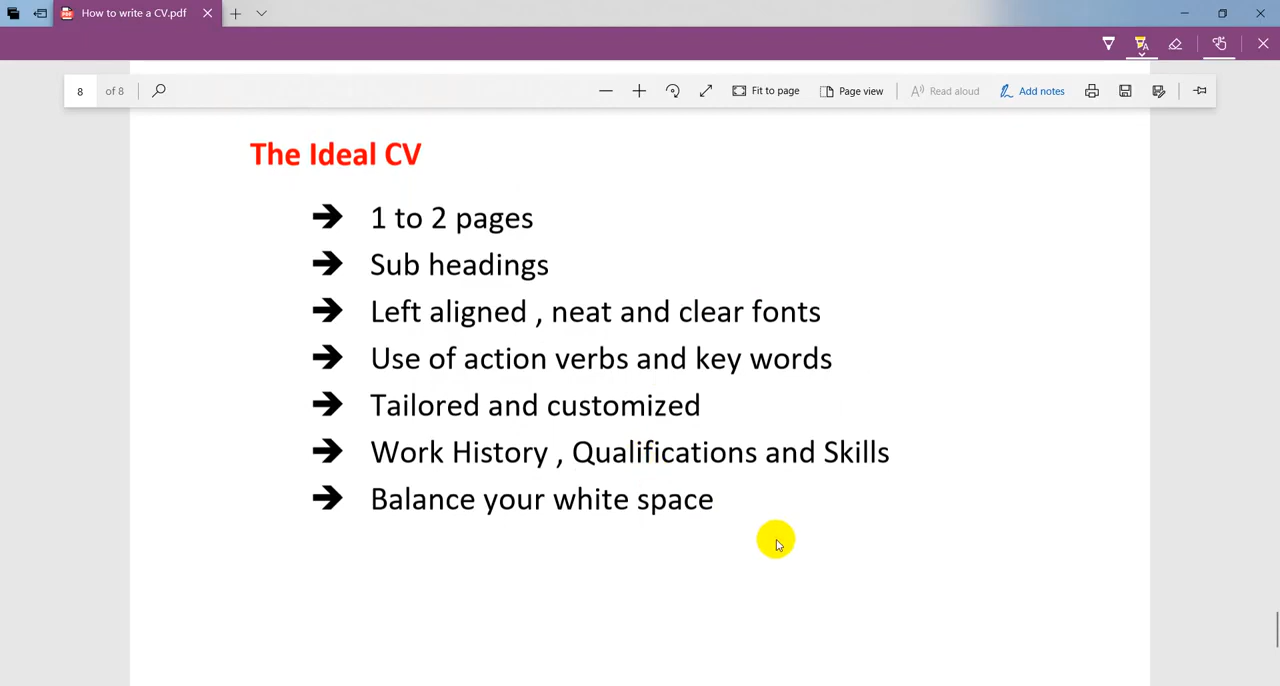 How to write a CV.pdf
8 of 8 Fit to page Page view Read aloud Add notes
The Ideal CV
1 to 2 pages
Sub headings
Left aligned , neat and clear fonts
Use of action verbs and key words
Tailored and customized
Work History , Qualifications and Skills
Balance your white space